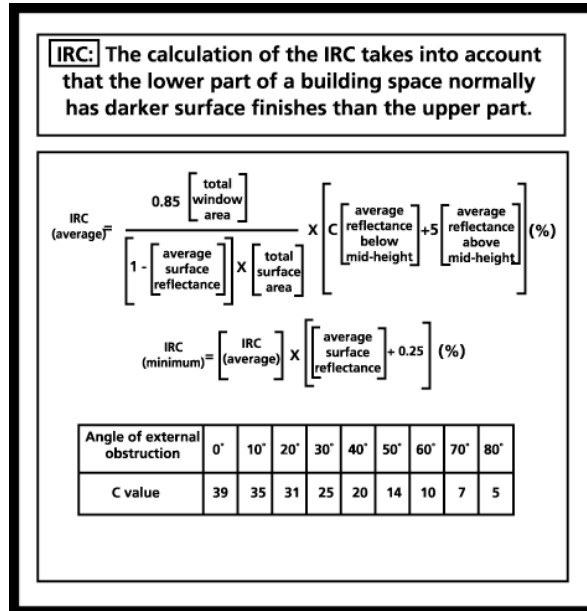 IRC: The calculation of the IRC takes into account
that the lower part of a building space normally
has darker surface finishes than the upper part.
IRC
(average)= 0.85 [total window area] / [1 - [average surface reflectance]] X [total surface area] X [C [average reflectance below mid-height] +5 [average reflectance above mid-height]] (%)
IRC
(minimum)= [IRC (average)] X [[average surface reflectance] + 0.25] (%)
Angle of external
obstruction 0° 10° 20° 30° 40° 50° 60° 70° 80°
C value 39 35 31 25 20 14 10 7 5